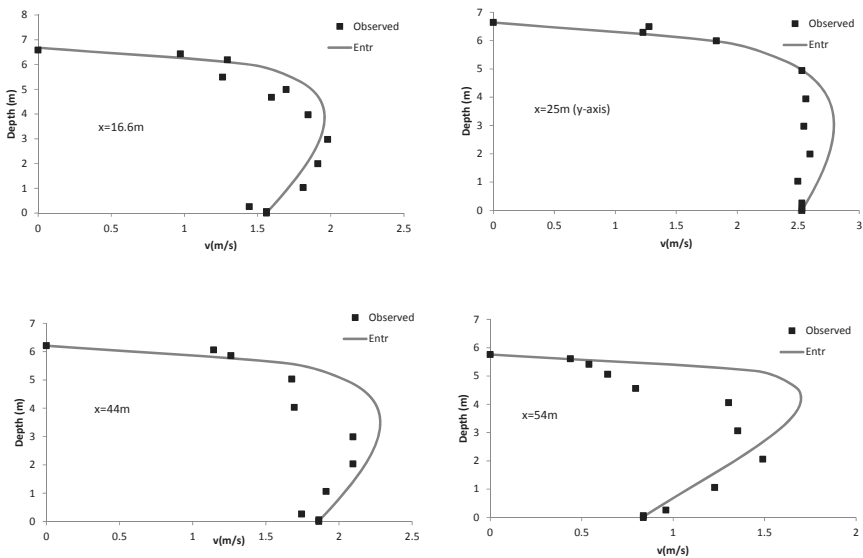 8
7
6
5
4
3
2
1
0
0 0.5 1 1.5 2 2.5
Depth (m)
v(m/s)
x=16.6m
Observed
Entr
7
6
5
4
3
2
1
0
0 0.5 1 1.5 2 2.5 3
Depth (m)
v(m/s)
x=25m (y-axis)
Observed
Entr
7
6
5
4
3
2
1
0
0 0.5 1 1.5 2 2.5
Depth (m)
v(m/s)
x=44m
Observed
Entr
7
6
5
4
3
2
1
0
0 0.5 1 1.5 2
Depth (m)
v(m/s)
x=54m
Observed
Entr